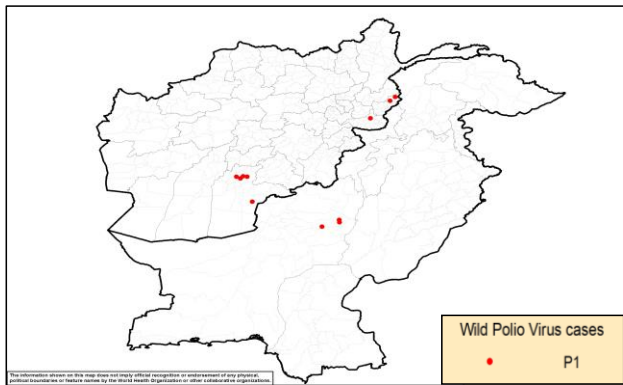 Wild Polio Virus cases
P1
The information shown on this map does not imply official recognition or endorsement of any physical,
political boundaries or feature names by the World Health Organization or other collaborative organizations.